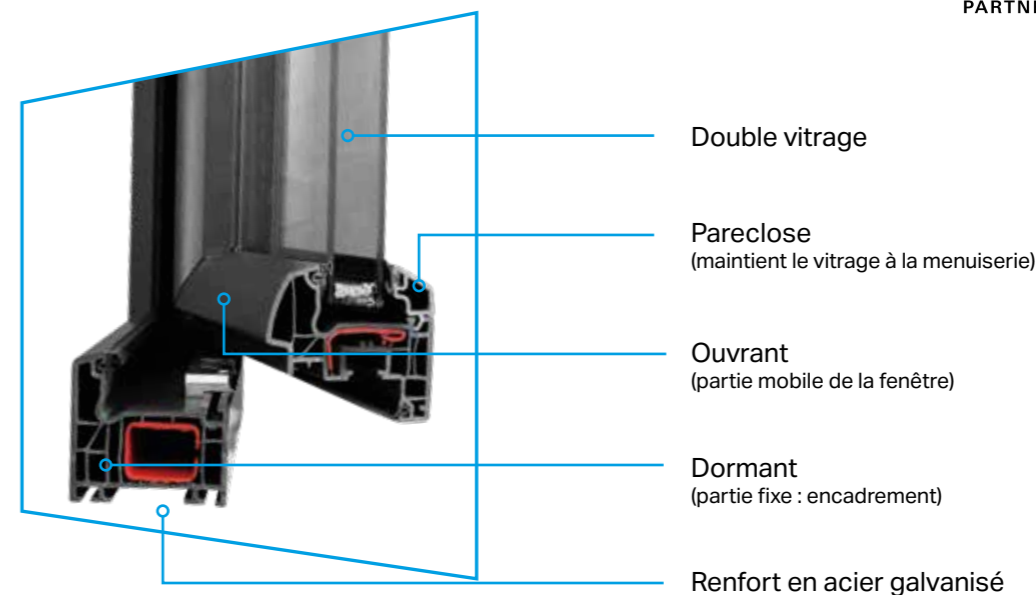 Double vitrage
Pareclose
(maintient le vitrage à la menuiserie)
Ouvrant
(partie mobile de la fenêtre)
Dormant
(partie fixe : encadrement)
Renfort en acier galvanisé